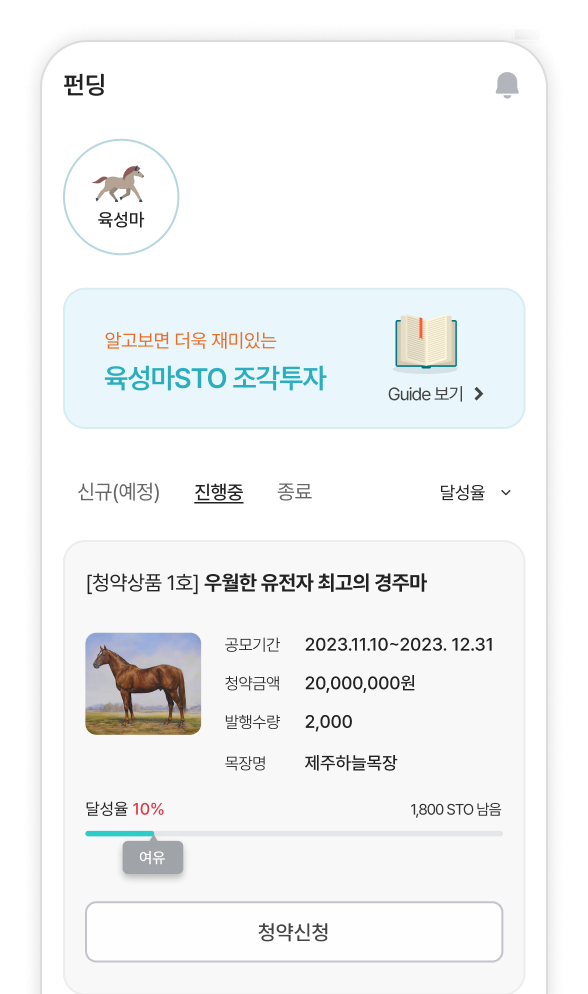 펀딩
육성마
알고보면 더욱 재미있는
육성마STO 조각투자
Guide 보기
신규(예정) 진행중 종료 달성율
[청약상품 1호] 우월한 유전자 최고의 경주마
공모기간 2023.11.10~2023. 12.31
청약금액 20,000,000원
발행수량 2,000
목장명 제주하늘목장
달성율 10% 1,800 STO 남음
여유
청약신청